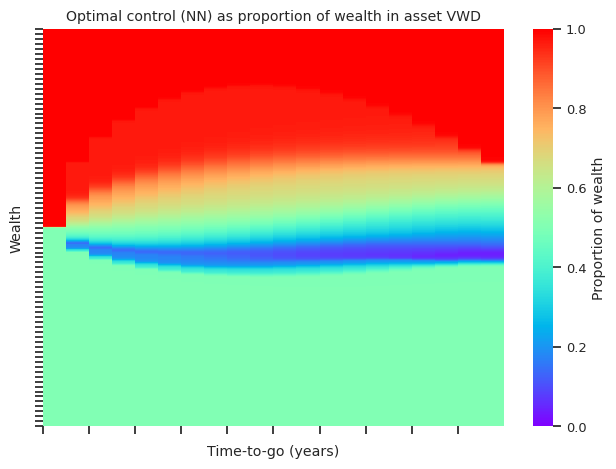 Optimal control (NN) as proportion of wealth in asset VWD
Wealth
Time-to-go (years)
1.0
0.8
0.6
0.4
0.2
0.0
Proportion of wealth